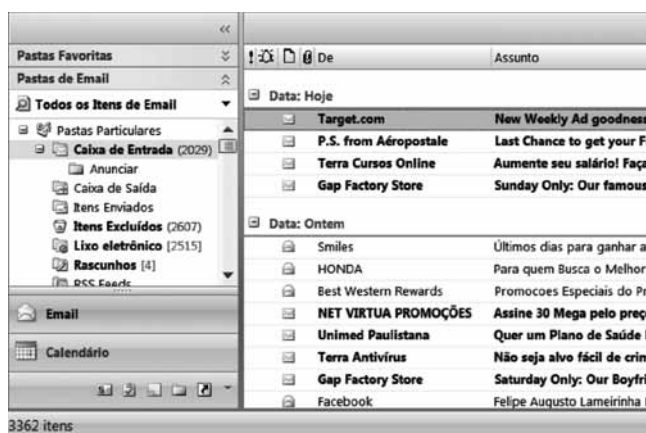 Pastas Favoritas
Pastas de Email
Todos os Itens de Email
Pastas Particulares
Caixa de Entrada (2029)
Anunciar
Caixa de Saída
Itens Enviados
Itens Excluídos (2607)
Lixo eletrônico [2515]
Rascunhos [4]
RSS Feeds
Email
Calendário
3362 itens
De Assunto
Data: Hoje
Target.com New Weekly Ad goodness
P.S. from Aéropostale Last Chance to get your F
Terra Cursos Online Aumente seu salário! Faça
Gap Factory Store Sunday Only: Our famous
Data: Ontem
Smiles Últimos dias para ganhar a
HONDA Para quem Busca o Melhor
Best Western Rewards Promocoes Especiais do Pr
NET VIRTUA PROMOÇÕES Assine 30 Mega pelo preç
Unimed Paulistana Quer um Plano de Saúde
Terra Antivírus Não seja alvo fácil de crim
Gap Factory Store Saturday Only: Our Boyfri
Facebook Felipe Augusto Lameirinha